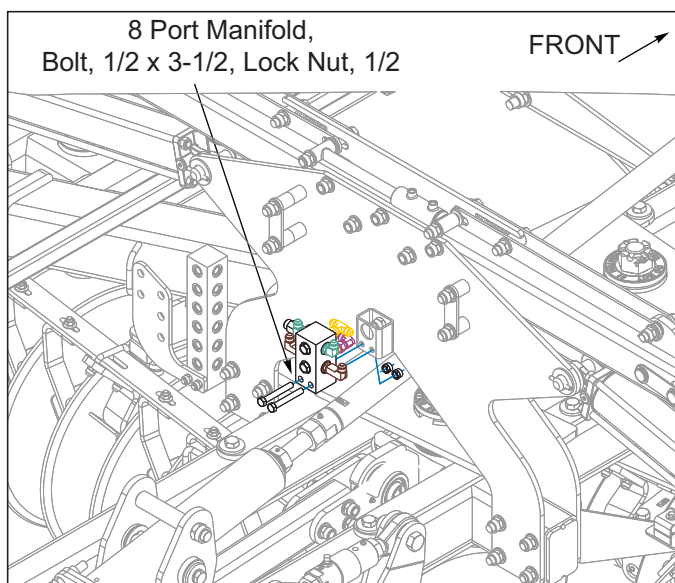 8 Port Manifold,
Bolt, 1/2 x 3-1/2, Lock Nut, 1/2
FRONT